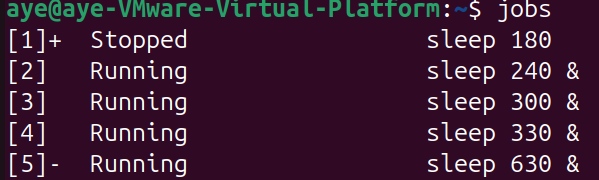 aye@aye-VMware-Virtual-Platform:~$ jobs
[1]+  Stopped                 sleep 180
[2]   Running                 sleep 240 &
[3]   Running                 sleep 300 &
[4]   Running                 sleep 330 &
[5]-  Running                 sleep 630 &